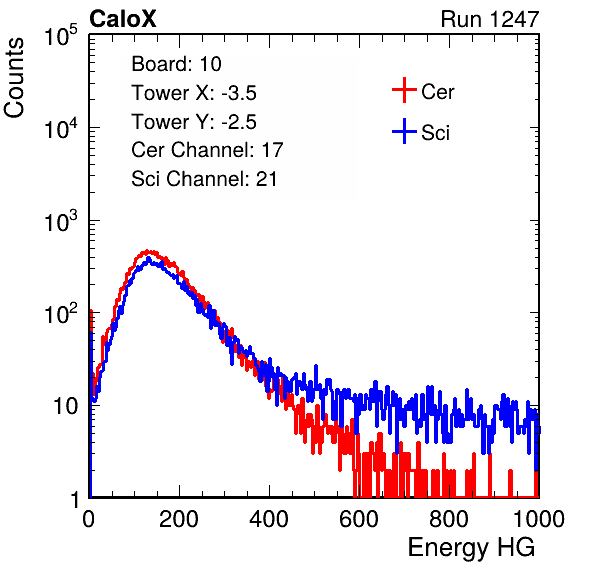 CaloX Run 1247
Counts
10^5
10^4
10^3
10^2
10
1
Board: 10
Tower X: -3.5
Tower Y: -2.5
Cer Channel: 17
Sci Channel: 21
Cer
Sci
0 200 400 600 800 1000
Energy HG